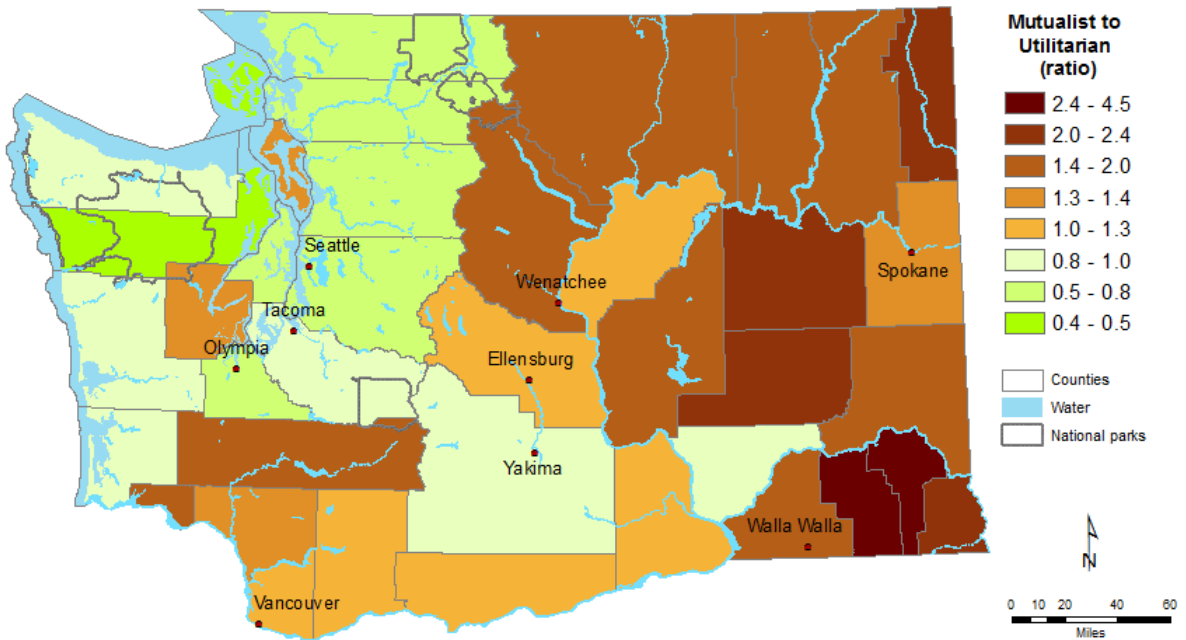 Mutualist to
Utilitarian
(ratio)
2.4 - 4.5
2.0 - 2.4
1.4 - 2.0
1.3 - 1.4
1.0 - 1.3
0.8 - 1.0
0.5 - 0.8
0.4 - 0.5
Counties
Water
National parks
Seattle
Spokane
Wenatchee
Tacoma
Olympia
Ellensburg
Yakima
Walla Walla
Vancouver
N
0 10 20 40 60
Miles